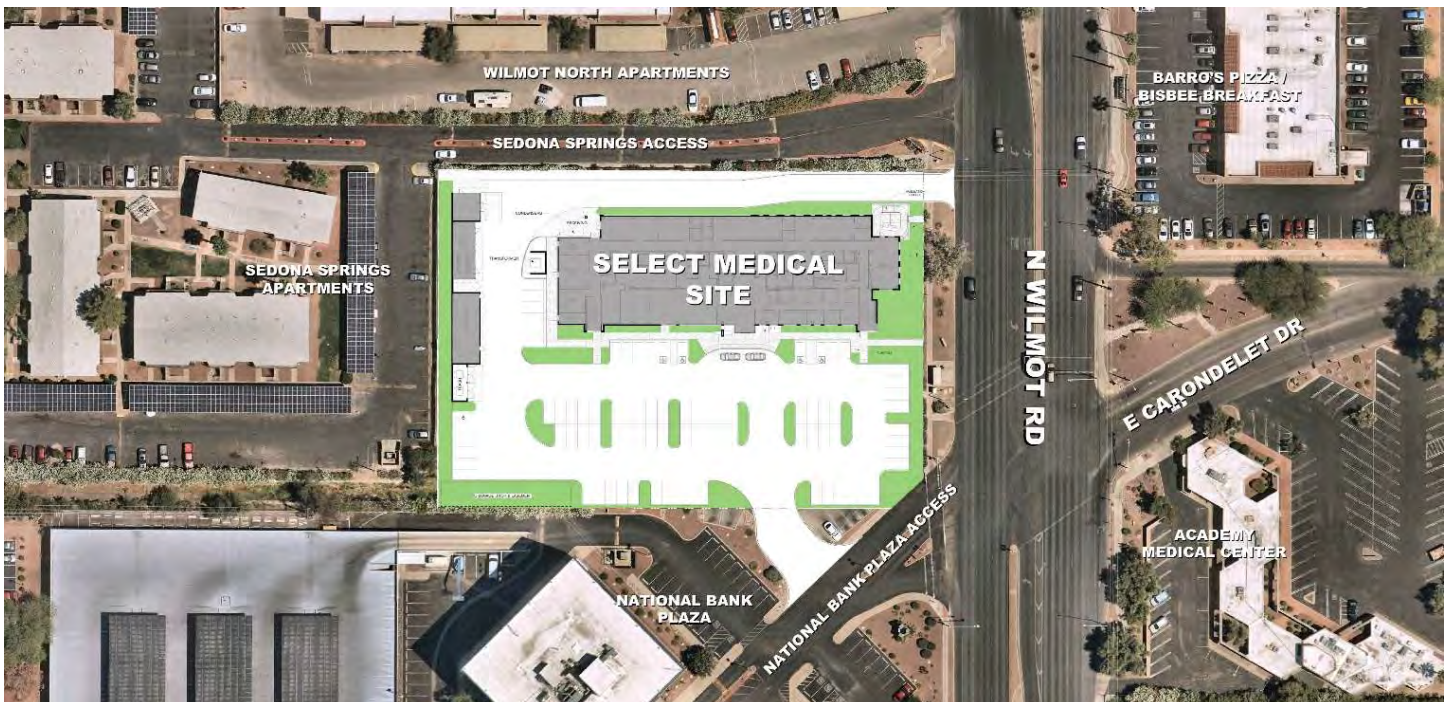 WILMOT NORTH APARTMENTS
BARRO'S PIZZA /
BISBEE BREAKFAST
SEDONA SPRINGS ACCESS
SELECT MEDICAL
SITE
SEDONA SPRINGS
APARTMENTS
N WILMOT RD
E CARONDELET DR
NATIONAL BANK PLAZA ACCESS
ACADEMY
MEDICAL CENTER
NATIONAL BANK
PLAZA